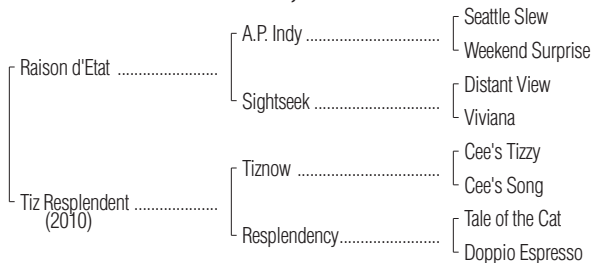 Seattle Slew
A.P. Indy ..................................
Weekend Surprise
Raison d'Etat .........................
Distant View
Sightseek ................................
Viviana
Cee's Tizzy
Tiznow ....................................
Cee's Song
Tiz Resplendent .....................
(2010)
Tale of the Cat
Resplendency.........................
Doppio Espresso